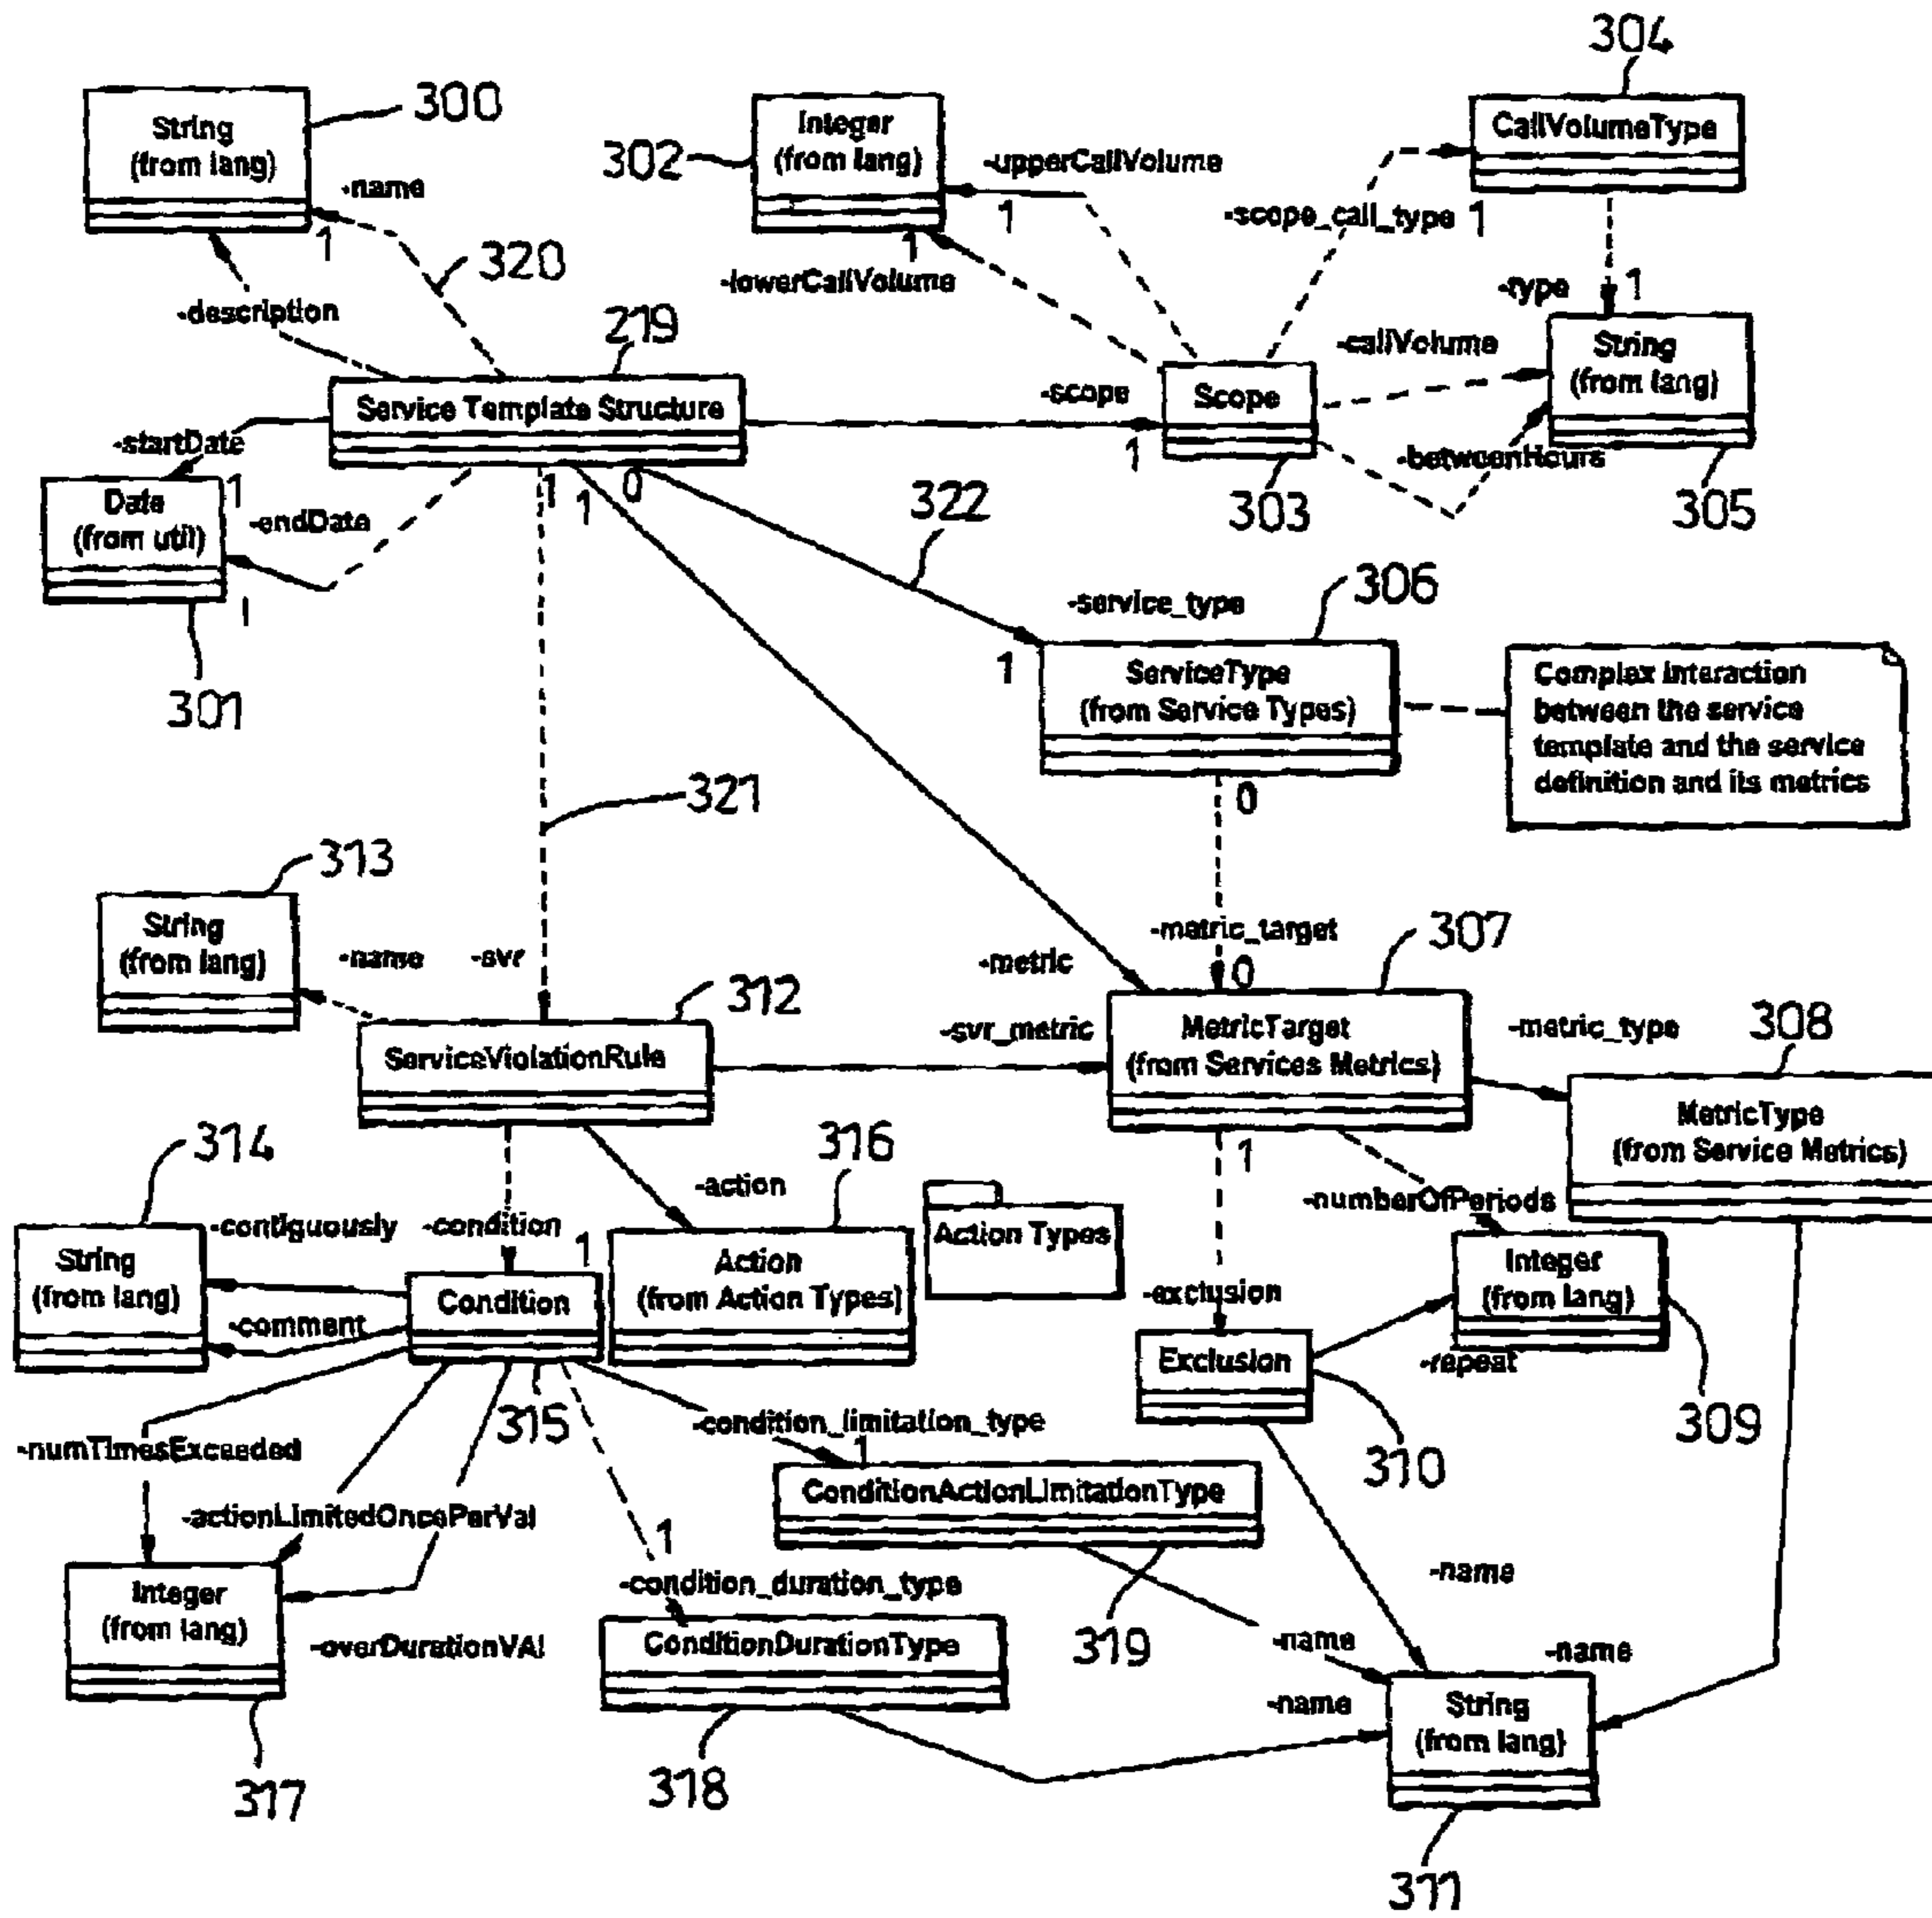 304
300
String
(from lang)
302
Integer
(from lang)
-upperCallVolume
CallVolumeType
-name
1
1
-scope_call_type 1
320
1
-lowerCallVolume
-description
219
-type
1
-callVolume
String
(from lang)
Service Template Structure
-scope
Scope
-startDate
1
-betweenHours
1
1
0
303
305
Date
(from util)
1
-endDate
322
1
301
-service_type
306
1
ServiceType
(from Service Types)
Complex interaction
between the service
template and the service
definition and its metrics
321
0
313
String
(from lang)
-name
-svr
-metric_target
307
-metric
0
312
-svr_metric
MetricTarget
(from Services Metrics)
-metric_type
308
ServiceViolationRule
MetricType
(from Service Metrics)
314
316
1
-action
-numberOfPeriods
-contiguously
-condition
1
Action Types
String
(from lang)
Action
(from Action Types)
Integer
(from lang)
Condition
-exclusion
-comment
Exclusion
-repeat
315
-condition_limitation_type
309
-numTimesExceeded
1
310
ConditionActionLimitationType
-actionLimitedOncePerVal
1
Integer
(from lang)
-condition_duration_type
-name
-overDurationVAl
ConditionDurationType
319
-name
-name
-name
String
(from lang)
317
318
311